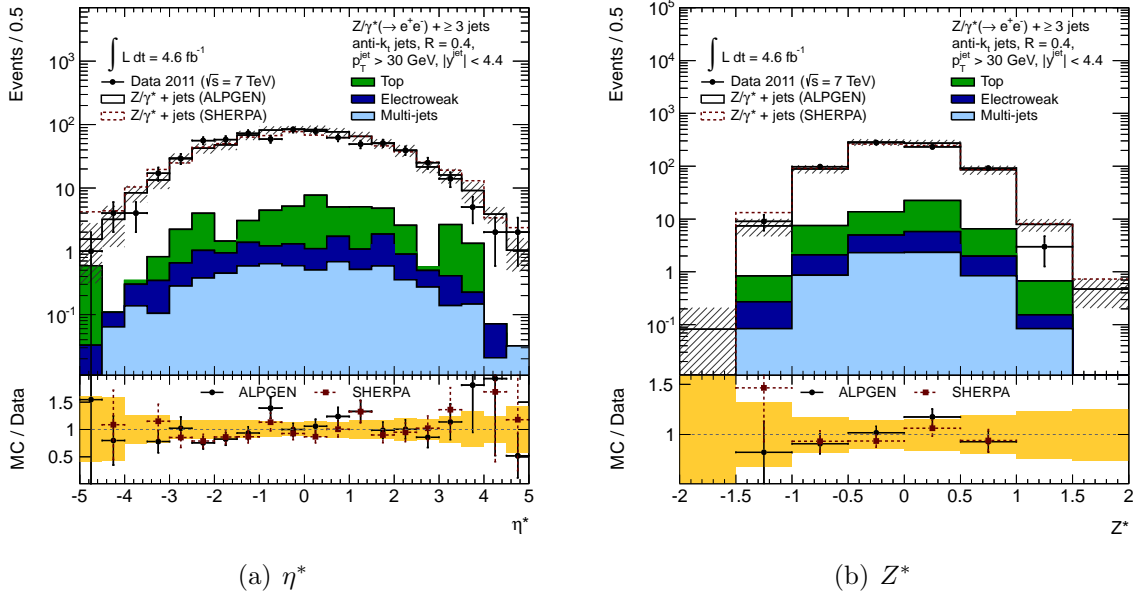 Events / 0.5
10³
10²
10
1
10⁻¹
∫ L dt = 4.6 fb⁻¹
Data 2011 (√s = 7 TeV)
Z/γ* + jets (ALPGEN)
Z/γ* + jets (SHERPA)
Z/γ*(→ e⁺e⁻) + ≥ 3 jets
anti-kₜ jets, R = 0.4,
p_T^jet > 30 GeV, |y^jet| < 4.4
Top
Electroweak
Multi-jets
MC / Data
1.5
1
0.5
ALPGEN
SHERPA
-5 -4 -3 -2 -1 0 1 2 3 4 5
η*
(a) η*
Events / 0.5
10⁵
10⁴
10³
10²
10
1
10⁻¹
∫ L dt = 4.6 fb⁻¹
Data 2011 (√s = 7 TeV)
Z/γ* + jets (ALPGEN)
Z/γ* + jets (SHERPA)
Z/γ*(→ e⁺e⁻) + ≥ 3 jets
anti-kₜ jets, R = 0.4,
p_T^jet > 30 GeV, |y^jet| < 4.4
Top
Electroweak
Multi-jets
MC / Data
1.5
1
ALPGEN
SHERPA
-2 -1.5 -1 -0.5 0 0.5 1 1.5 2
Z*
(b) Z*